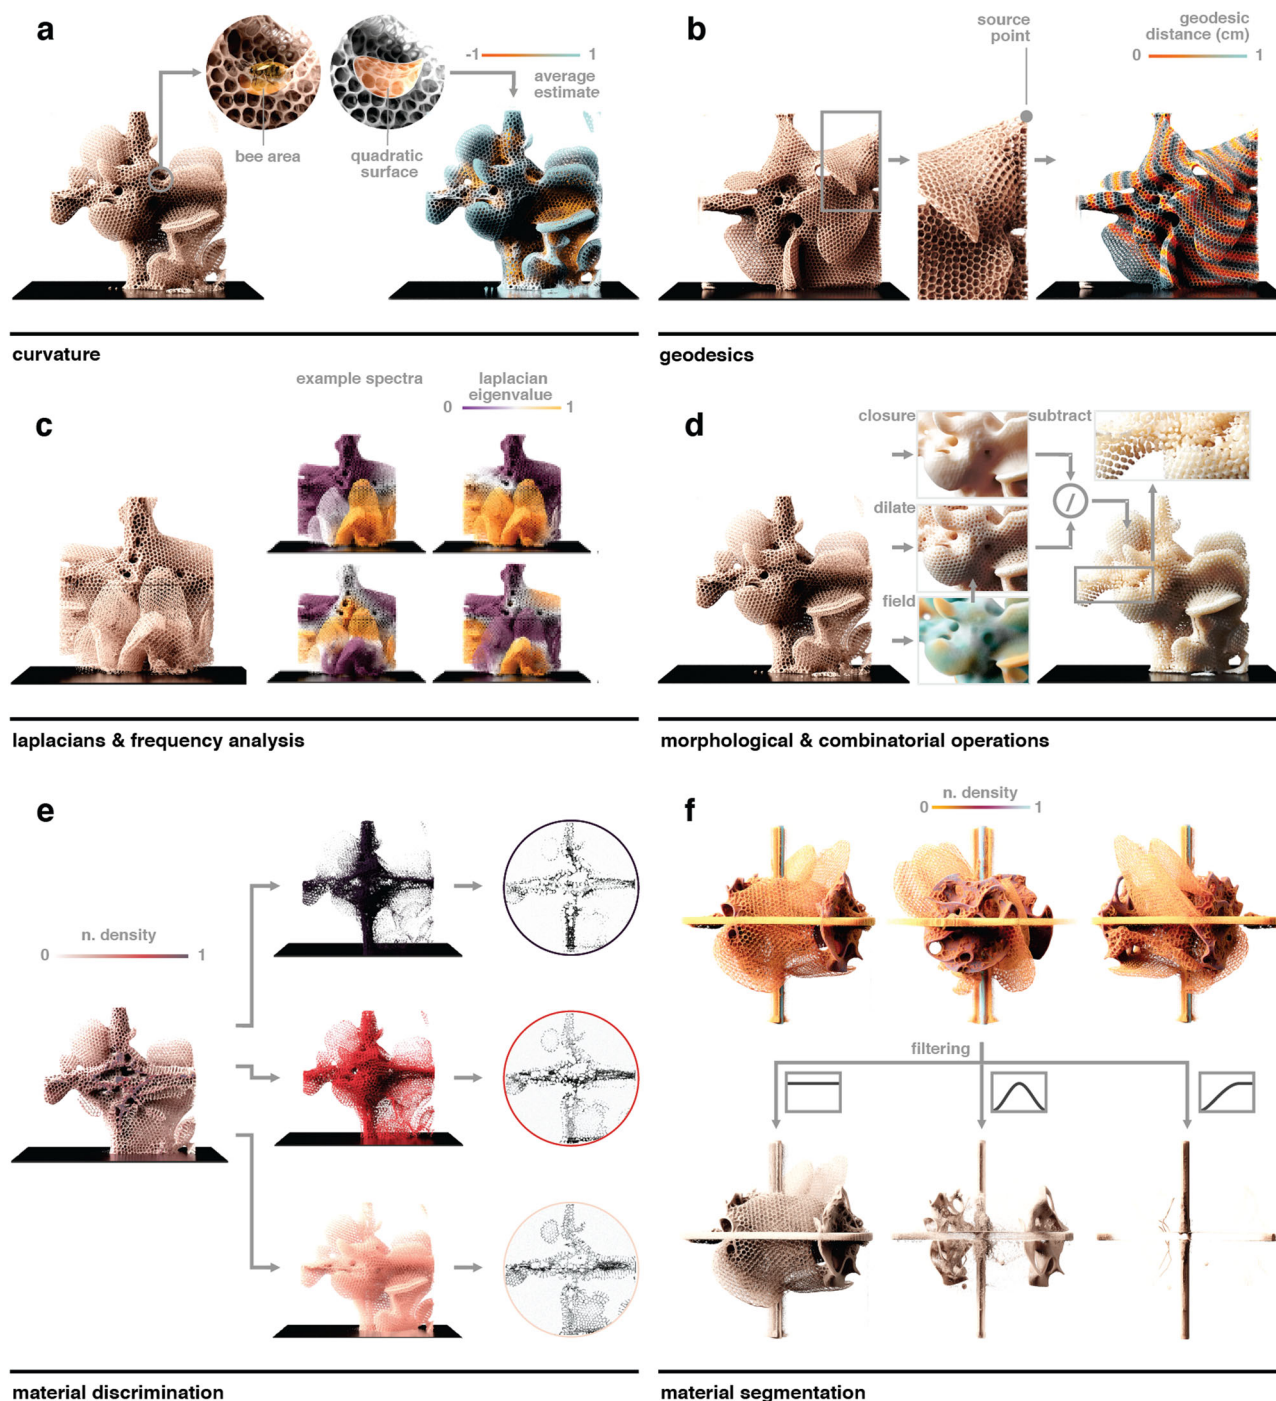 a
-1 1
average
estimate
bee area
quadratic
surface
curvature
b
source
point
geodesic
distance (cm)
0 1
geodesics
c
example spectra
laplacian
eigenvalue
0 1
laplacians & frequency analysis
d
closure
subtract
dilate
field
/
morphological & combinatorial operations
e
n. density
0 1
material discrimination
f
n. density
0 1
filtering
material segmentation